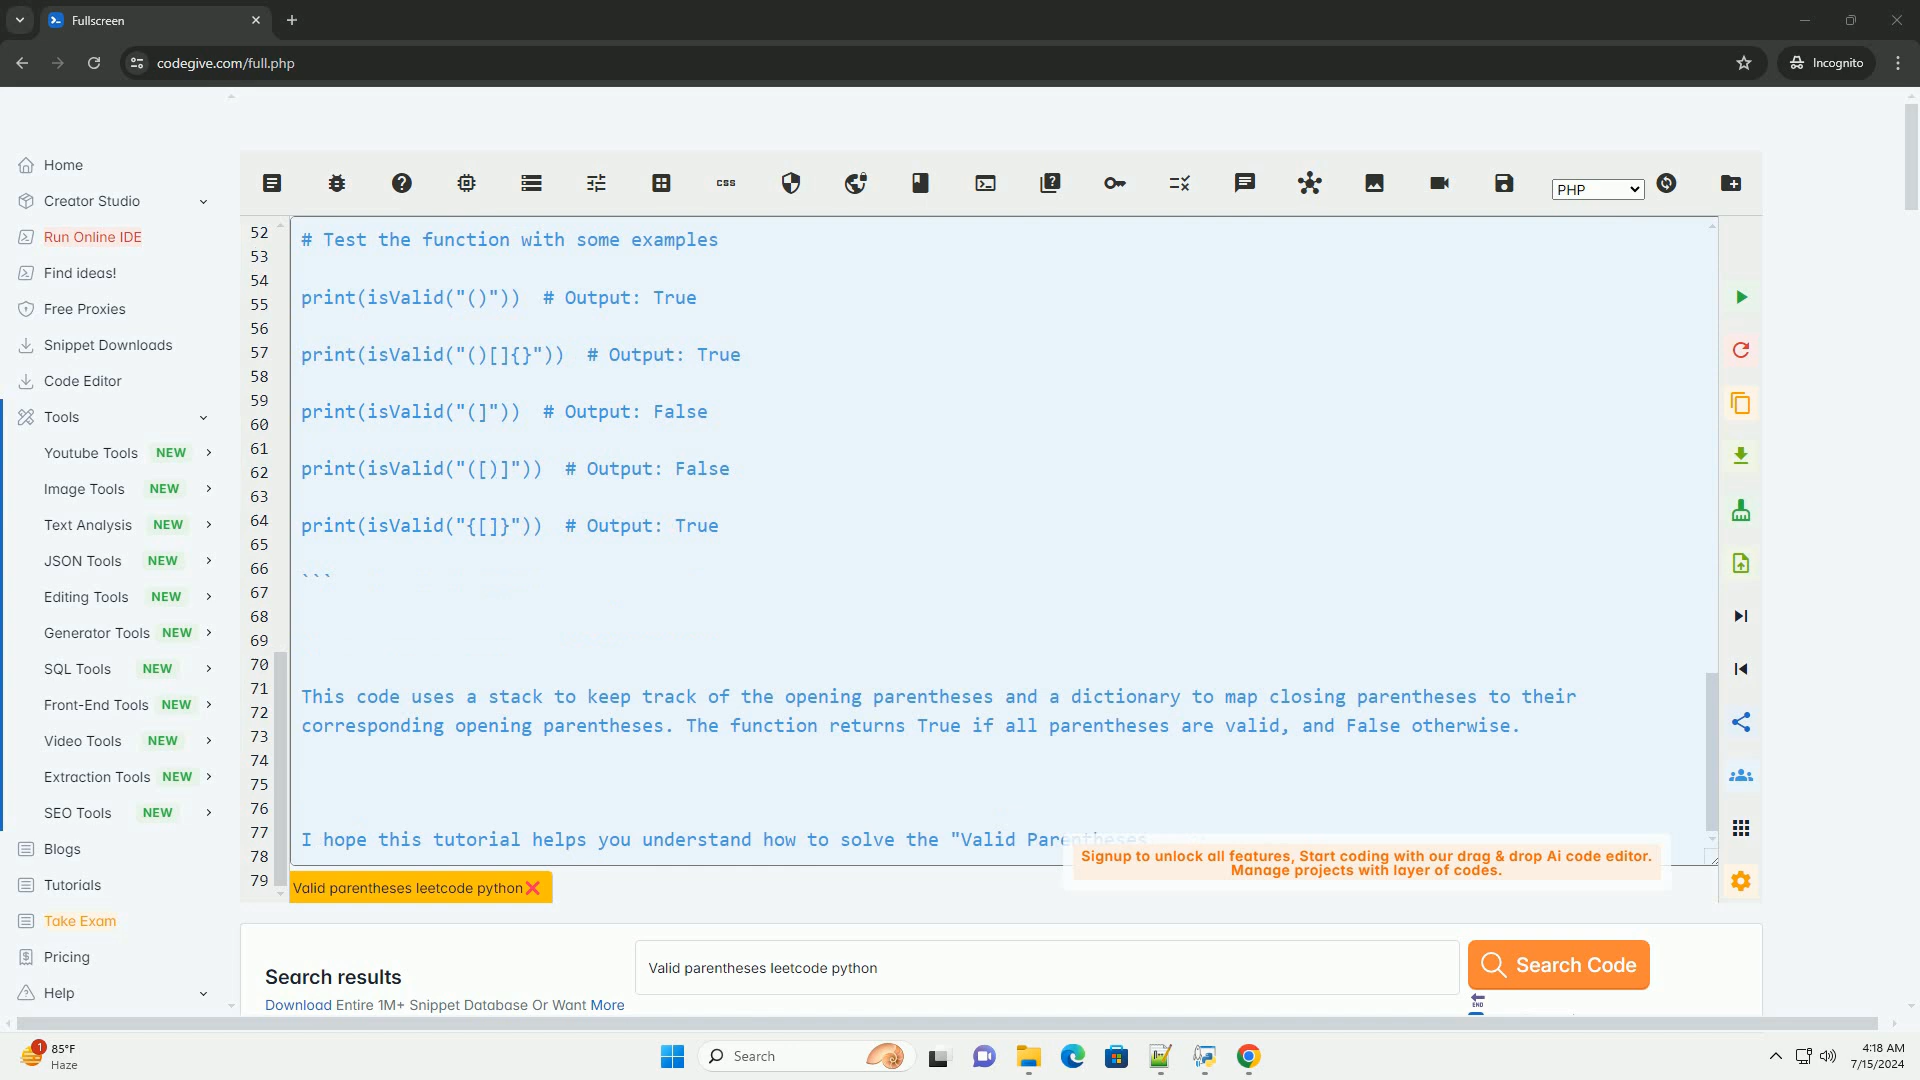 Fullscreen
codegive.com/full.php
Incognito
Home
Creator Studio
Run Online IDE
Find ideas!
Free Proxies
Snippet Downloads
Code Editor
Tools
Youtube Tools NEW
Image Tools NEW
Text Analysis NEW
JSON Tools NEW
Editing Tools NEW
Generator Tools NEW
SQL Tools NEW
Front-End Tools NEW
Video Tools NEW
Extraction Tools NEW
SEO Tools NEW
Blogs
Tutorials
Take Exam
Pricing
Help
css
PHP
52
53
54
55
56
57
58
59
60
61
62
63
64
65
66
67
68
69
70
71
72
73
74
75
76
77
78
79
# Test the function with some examples
print(isValid("()"))  # Output: True
print(isValid("()[]{}"))  # Output: True
print(isValid("(]"))  # Output: False
print(isValid("([)]"))  # Output: False
print(isValid("{[]}"))  # Output: True
```
This code uses a stack to keep track of the opening parentheses and a dictionary to map closing parentheses to their
corresponding opening parentheses. The function returns True if all parentheses are valid, and False otherwise.
I hope this tutorial helps you understand how to solve the "Valid Parentheses
Signup to unlock all features, Start coding with our drag & drop Ai code editor.
Manage projects with layer of codes.
Valid parentheses leetcode python
Search results
Valid parentheses leetcode python
Search Code
Download Entire 1M+ Snippet Database Or Want More
END
1
85°F
Haze
Search
4:18 AM
7/15/2024